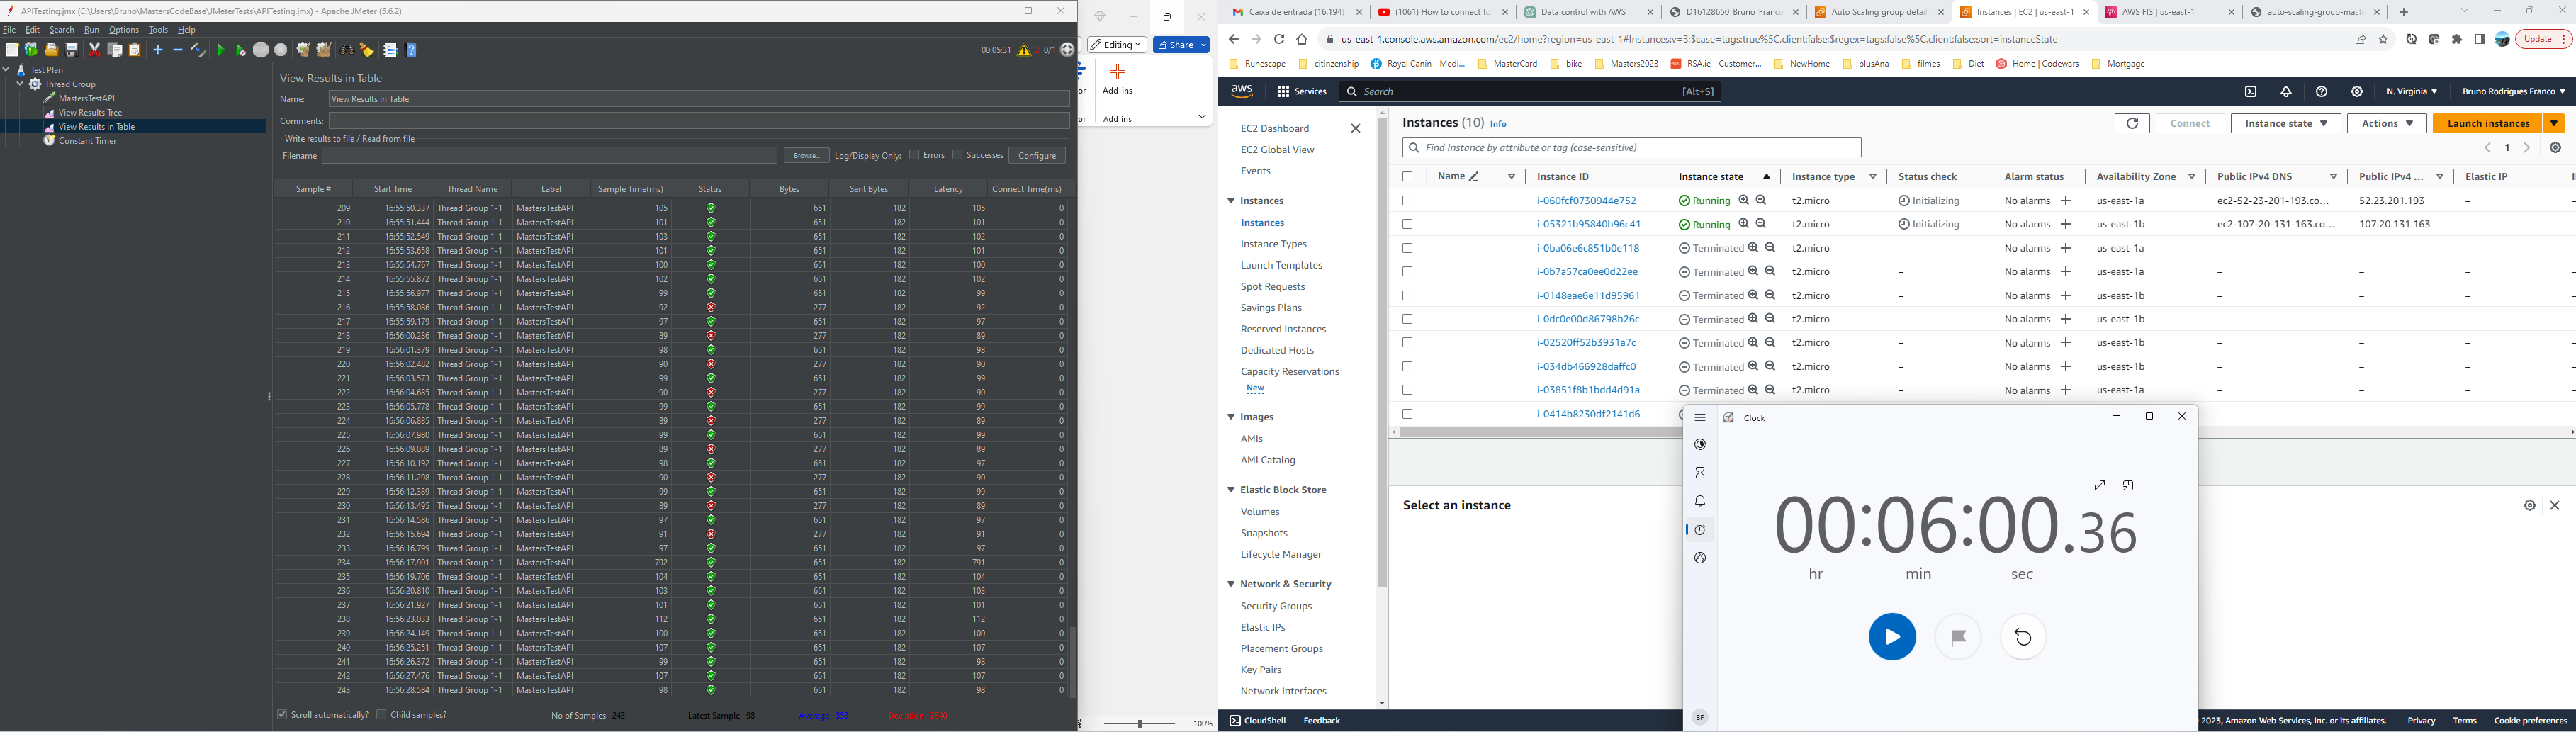 APITesting.jmx (C:\Users\Bruno\MastersCodeBase\JMeterTests\APITesting.jmx) - Apache JMeter (5.6.2)
File Edit Search Run Options Tools Help
00:05:31 2 0/1
Test Plan
Thread Group
MastersTestAPI
View Results Tree
View Results in Table
Constant Timer
View Results in Table
Name: View Results in Table
Comments:
Write results to file / Read from file
Filename Browse... Log/Display Only: Errors Successes Configure
Sample # Start Time Thread Name Label Sample Time(ms) Status Bytes Sent Bytes Latency Connect Time(ms)
209 16:55:50.337 Thread Group 1-1 MastersTestAPI 105 651 182 105 0
210 16:55:51.444 Thread Group 1-1 MastersTestAPI 101 651 182 101 0
211 16:55:52.549 Thread Group 1-1 MastersTestAPI 103 651 182 102 0
212 16:55:53.658 Thread Group 1-1 MastersTestAPI 101 651 182 101 0
213 16:55:54.767 Thread Group 1-1 MastersTestAPI 100 651 182 100 0
214 16:55:55.872 Thread Group 1-1 MastersTestAPI 102 651 182 102 0
215 16:55:56.977 Thread Group 1-1 MastersTestAPI 99 651 182 99 0
216 16:55:58.086 Thread Group 1-1 MastersTestAPI 92 277 182 92 0
217 16:55:59.179 Thread Group 1-1 MastersTestAPI 97 651 182 97 0
218 16:56:00.286 Thread Group 1-1 MastersTestAPI 89 277 182 89 0
219 16:56:01.379 Thread Group 1-1 MastersTestAPI 98 651 182 98 0
220 16:56:02.482 Thread Group 1-1 MastersTestAPI 90 277 182 90 0
221 16:56:03.573 Thread Group 1-1 MastersTestAPI 99 651 182 99 0
222 16:56:04.685 Thread Group 1-1 MastersTestAPI 90 277 182 90 0
223 16:56:05.778 Thread Group 1-1 MastersTestAPI 99 651 182 99 0
224 16:56:06.885 Thread Group 1-1 MastersTestAPI 89 277 182 89 0
225 16:56:07.980 Thread Group 1-1 MastersTestAPI 99 651 182 99 0
226 16:56:09.089 Thread Group 1-1 MastersTestAPI 89 277 182 89 0
227 16:56:10.192 Thread Group 1-1 MastersTestAPI 98 651 182 97 0
228 16:56:11.298 Thread Group 1-1 MastersTestAPI 90 277 182 90 0
229 16:56:12.389 Thread Group 1-1 MastersTestAPI 99 651 182 99 0
230 16:56:13.495 Thread Group 1-1 MastersTestAPI 89 277 182 89 0
231 16:56:14.586 Thread Group 1-1 MastersTestAPI 97 651 182 97 0
232 16:56:15.694 Thread Group 1-1 MastersTestAPI 91 277 182 91 0
233 16:56:16.799 Thread Group 1-1 MastersTestAPI 97 651 182 97 0
234 16:56:17.901 Thread Group 1-1 MastersTestAPI 792 651 182 791 0
235 16:56:19.706 Thread Group 1-1 MastersTestAPI 104 651 182 104 0
236 16:56:20.810 Thread Group 1-1 MastersTestAPI 103 651 182 103 0
237 16:56:21.927 Thread Group 1-1 MastersTestAPI 101 651 182 101 0
238 16:56:23.033 Thread Group 1-1 MastersTestAPI 112 651 182 112 0
239 16:56:24.149 Thread Group 1-1 MastersTestAPI 100 651 182 100 0
240 16:56:25.251 Thread Group 1-1 MastersTestAPI 107 651 182 107 0
241 16:56:26.372 Thread Group 1-1 MastersTestAPI 99 651 182 98 0
242 16:56:27.476 Thread Group 1-1 MastersTestAPI 107 651 182 107 0
243 16:56:28.584 Thread Group 1-1 MastersTestAPI 98 651 182 98 0
Scroll automatically? Child samples? No of Samples 243 Latest Sample 98 Average 353 Deviation 3840
Editing Share
or Add-ins
or Add-ins
100%
Caixa de entrada (16.194) (1061) How to connect to Data control with AWS D16128650_Bruno_Franco Auto Scaling group detail Instances | EC2 | us-east-1 AWS FIS | us-east-1 auto-scaling-group-mast
us-east-1.console.aws.amazon.com/ec2/home?region=us-east-1#Instances:v=3;$case=tags:true%5C,client:false;$regex=tags:false%5C,client:false;sort=instanceState Update
Runescape citinzenship Royal Canin - Medi... MasterCard bike Masters2023 RSA.ie - Customer... NewHome plusAna filmes Diet Home | Codewars Mortgage
aws Services Search [Alt+S] N. Virginia Bruno Rodrigues Franco
EC2 Dashboard
EC2 Global View
Events
Instances
Instances
Instance Types
Launch Templates
Spot Requests
Savings Plans
Reserved Instances
Dedicated Hosts
Capacity Reservations
New
Images
AMIs
AMI Catalog
Elastic Block Store
Volumes
Snapshots
Lifecycle Manager
Network & Security
Security Groups
Elastic IPs
Placement Groups
Key Pairs
Network Interfaces
Instances (10) Info Connect Instance state Actions Launch instances
Find Instance by attribute or tag (case-sensitive) 1
Name Instance ID Instance state Instance type Status check Alarm status Availability Zone Public IPv4 DNS Public IPv4 ... Elastic IP
i-060fcf0730944e752 Running t2.micro Initializing No alarms + us-east-1a ec2-52-23-201-193.co... 52.23.201.193 –
i-05321b95840b96c41 Running t2.micro Initializing No alarms + us-east-1b ec2-107-20-131-163.co... 107.20.131.163 –
i-0ba06e6c851b0e118 Terminated t2.micro – No alarms + us-east-1a – – –
i-0b7a57ca0ee0d22ee Terminated t2.micro – No alarms + us-east-1a – – –
i-0148eae6e11d95961 Terminated t2.micro – No alarms + us-east-1b – – –
i-0dc0e00d86798b26c Terminated t2.micro – No alarms + us-east-1b – – –
i-02520ff52b3931a7c Terminated t2.micro – No alarms + us-east-1b – – –
i-034db466928daffc0 Terminated t2.micro – No alarms + us-east-1b – – –
i-03851f8b1bdd4d91a Terminated t2.micro – No alarms + us-east-1a – – –
i-0414b8230df2141d6 – – –
Select an instance
Clock
00:06:00.36
hr min sec
BF
CloudShell Feedback 2023, Amazon Web Services, Inc. or its affiliates. Privacy Terms Cookie preferences